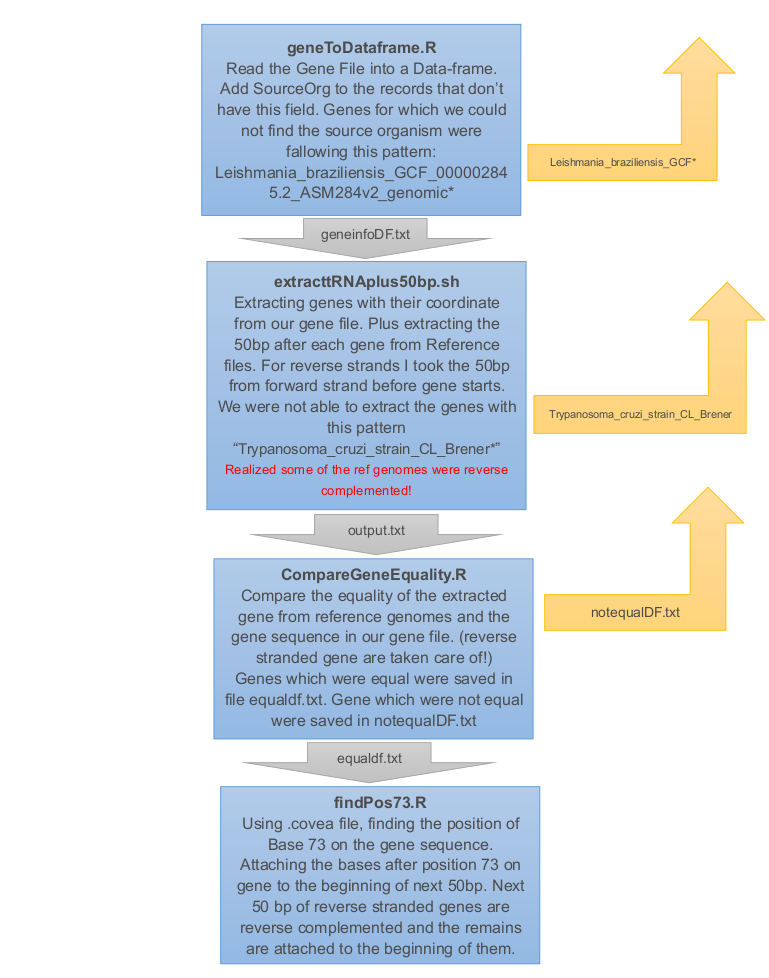 geneToDataframe.R
Read the Gene File into a Data-frame.
Add SourceOrg to the records that don’t
have this field. Genes for which we could
not find the source organism were
fallowing this pattern:
Leishmania_braziliensis_GCF_00000284
5.2_ASM284v2_genomic*
Leishmania_braziliensis_GCF*
geneinfoDF.txt
extracttRNAplus50bp.sh
Extracting genes with their coordinate
from our gene file. Plus extracting the
50bp after each gene from Reference
files. For reverse strands I took the 50bp
from forward strand before gene starts.
We were not able to extract the genes with
this pattern
“Trypanosoma_cruzi_strain_CL_Brener*”
Realized some of the ref genomes were reverse
complemented!
Trypanosoma_cruzi_strain_CL_Brener
output.txt
CompareGeneEquality.R
Compare the equality of the extracted
gene from reference genomes and the
gene sequence in our gene file. (reverse
stranded gene are taken care of!)
Genes which were equal were saved in
file equaldf.txt. Gene which were not equal
were saved in notequalDF.txt
notequalDF.txt
equaldf.txt
findPos73.R
Using .covea file, finding the position of
Base 73 on the gene sequence.
Attaching the bases after position 73 on
gene to the beginning of next 50bp. Next
50 bp of reverse stranded genes are
reverse complemented and the remains
are attached to the beginning of them.